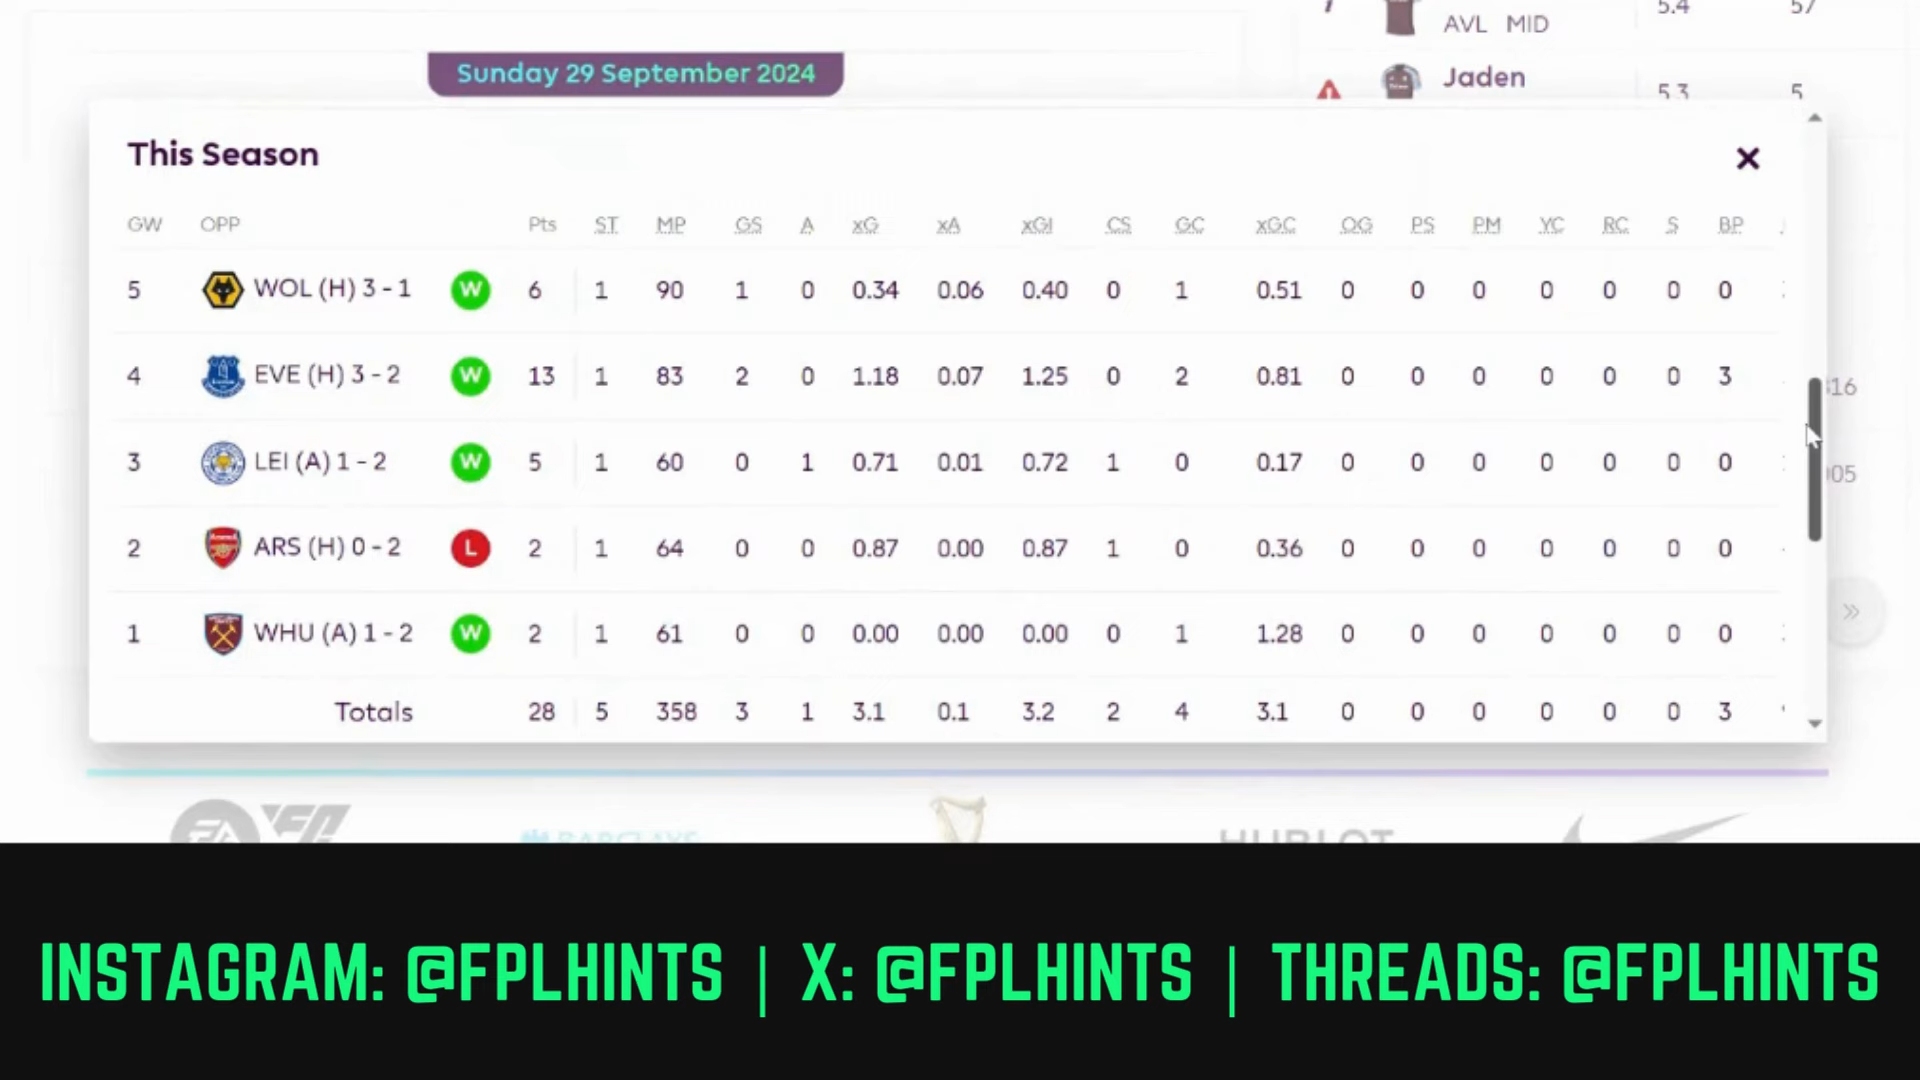 5.4 57
AVL MID
Sunday 29 September 2024
Jaden
5.3 5
This Season
GW OPP Pts ST MP GS A xG xA xGI CS GC xGC OG PS PM YC RC S BP
5 WOL (H) 3 - 1 W 6 1 90 1 0 0.34 0.06 0.40 0 1 0.51 0 0 0 0 0 0 0
4 EVE (H) 3 - 2 W 13 1 83 2 0 1.18 0.07 1.25 0 2 0.81 0 0 0 0 0 0 3
316
3 LEI (A) 1 - 2 W 5 1 60 0 1 0.71 0.01 0.72 1 0 0.17 0 0 0 0 0 0 0
2 ARS (H) 0 - 2 L 2 1 64 0 0 0.87 0.00 0.87 1 0 0.36 0 0 0 0 0 0 0
1 WHU (A) 1 - 2 W 2 1 61 0 0 0.00 0.00 0.00 0 1 1.28 0 0 0 0 0 0 0
Totals 28 5 358 3 1 3.1 0.1 3.2 2 4 3.1 0 0 0 0 0 0 3
EA FC BARCLAYS HUBLOT
INSTAGRAM: @FPLHINTS | X: @FPLHINTS | THREADS: @FPLHINTS